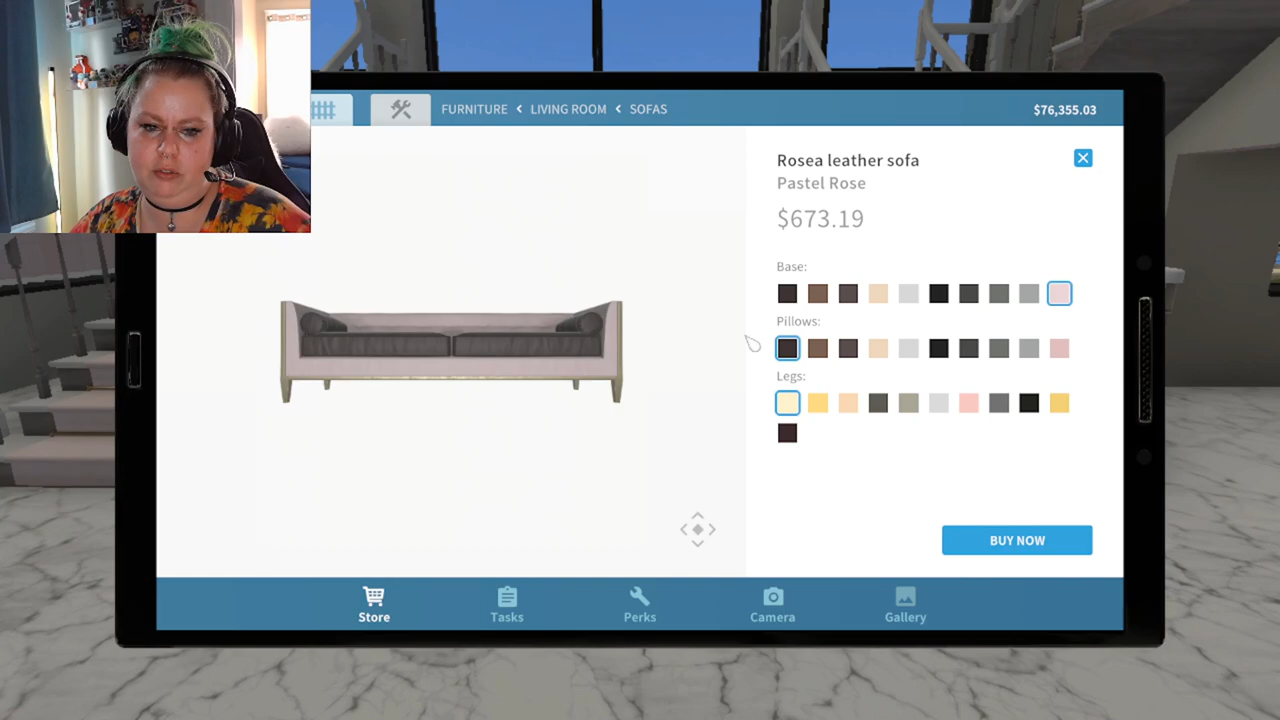 FURNITURE < LIVING ROOM < SOFAS
$76,355.03
Rosea leather sofa
Pastel Rose
$673.19
Base:
Pillows:
Legs:
BUY NOW
Store
Tasks
Perks
Camera
Gallery